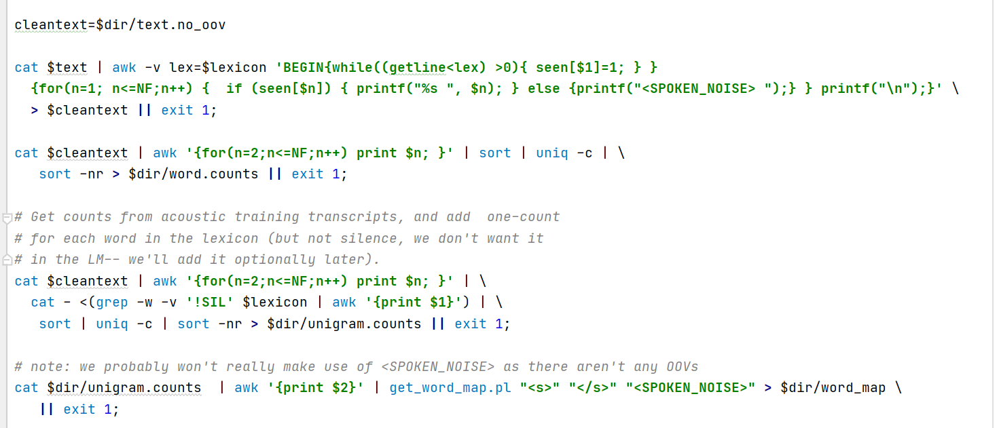 cleantext=$dir/text.no_oov
cat $text | awk -v lex=$lexicon 'BEGIN{while((getline<lex) >0){ seen[$1]=1; } }
{for(n=1; n<=NF;n++) {  if (seen[$n]) { printf("%s ", $n); } else {printf("<SPOKEN_NOISE> ");} } printf("\n");}' \
> $cleantext || exit 1;
cat $cleantext | awk '{for(n=2;n<=NF;n++) print $n; }' | sort | uniq -c | \
sort -nr > $dir/word.counts || exit 1;
# Get counts from acoustic training transcripts, and add  one-count
# for each word in the lexicon (but not silence, we don't want it
# in the LM-- we'll add it optionally later).
cat $cleantext | awk '{for(n=2;n<=NF;n++) print $n; }' | \
cat - <(grep -w -v '!SIL' $lexicon | awk '{print $1}') | \
sort | uniq -c | sort -nr > $dir/unigram.counts || exit 1;
# note: we probably won't really make use of <SPOKEN_NOISE> as there aren't any OOVs
cat $dir/unigram.counts  | awk '{print $2}' | get_word_map.pl "<s>" "</s>" "<SPOKEN_NOISE>" > $dir/word_map \
|| exit 1;